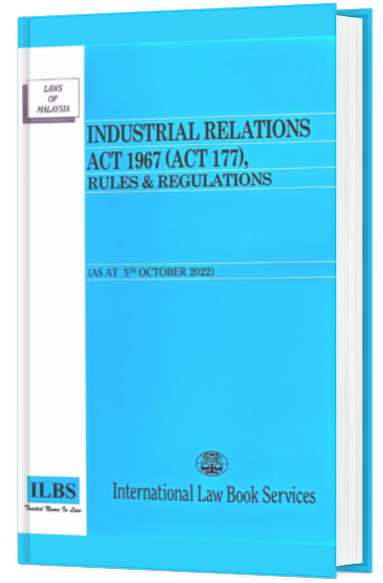 LAWS
OF
MALAYSIA
INDUSTRIAL RELATIONS
ACT 1967 (ACT 177),
RULES & REGULATIONS
(AS AT 5TH OCTOBER 2022)
International Law Book Services
ILBS
Trusted Name In Law